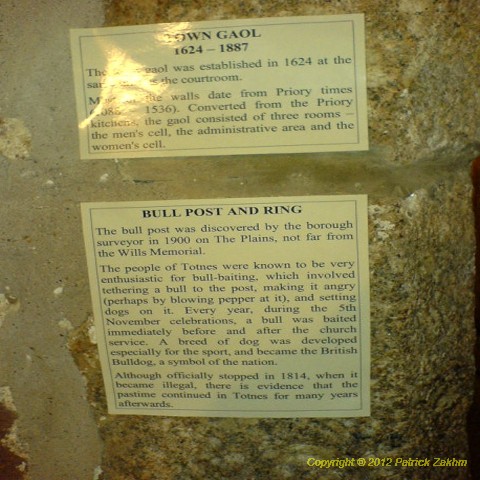 TOWN GAOL
1624 – 1887
The gaol was established in 1624 at the
the courtroom.
the walls date from Priory times
1536). Converted from the Priory
kitchens, the gaol consisted of three rooms –
the men's cell, the administrative area and the
women's cell.
BULL POST AND RING
The bull post was discovered by the borough
surveyor in 1900 on The Plains, not far from
the Wills Memorial.
The people of Totnes were known to be very
enthusiastic for bull-baiting, which involved
tethering a bull to the post, making it angry
(perhaps by blowing pepper at it), and setting
dogs on it. Every year, during the 5th
November celebrations, a bull was baited
immediately before and after the church
service. A breed of dog was developed
especially for the sport, and became the British
Bulldog, a symbol of the nation.
Although officially stopped in 1814, when it
became illegal, there is evidence that the
pastime continued in Totnes for many years
afterwards.
Copyright ® 2012 Patrick Zakhm